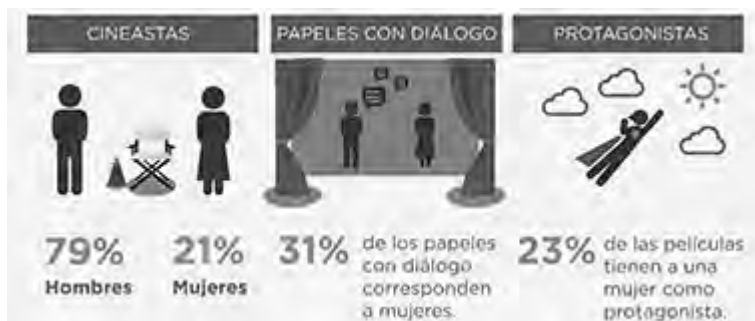 CINEASTAS
79%
Hombres
21%
Mujeres
PAPELES CON DIÁLOGO
31%
de los papeles
con diálogo
corresponden
a mujeres.
PROTAGONISTAS
23%
de las películas
tienen a una
mujer como
protagonista.